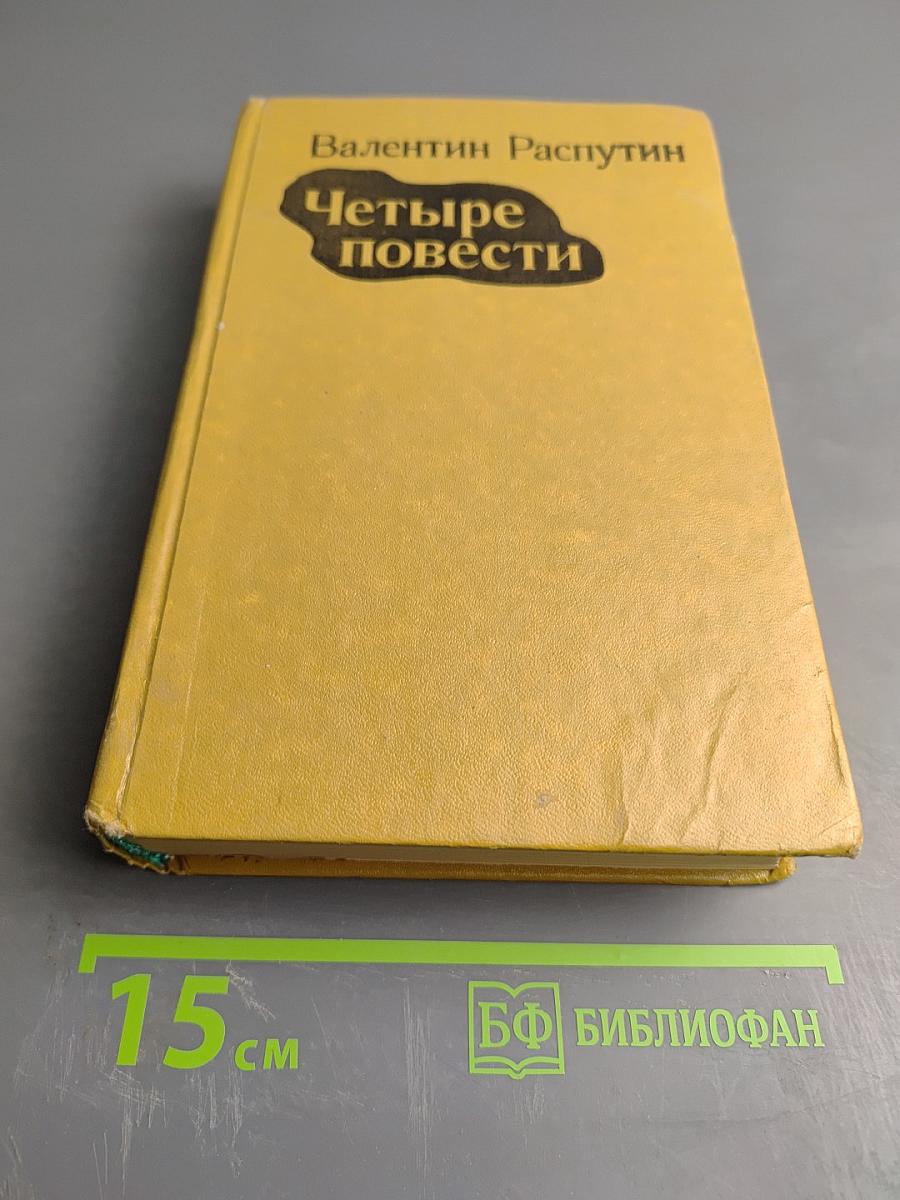 Валентин Распутин
Четыре
повести
15 см
БФ БИБЛИОФАН